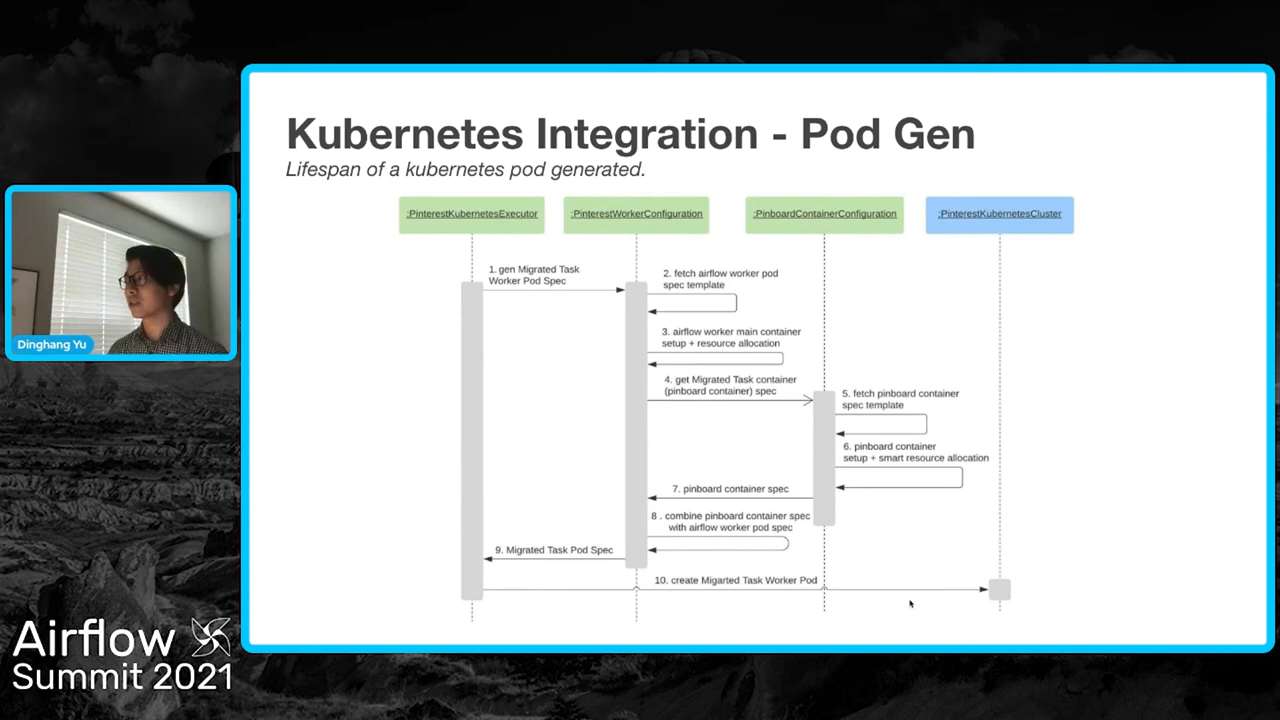 Kubernetes Integration - Pod Gen
Lifespan of a kubernetes pod generated.
:PinterestKubernetesExecutor
:PinterestWorkerConfiguration
:PinboardContainerConfiguration
:PinterestKubernetesCluster
1. gen Migrated Task
Worker Pod Spec
2. fetch airflow worker pod
spec template
3. airflow worker main container
setup + resource allocation
4. get Migrated Task container
(pinboard container) spec
5. fetch pinboard container
spec template
6. pinboard container
setup + smart resource allocation
7. pinboard container spec
8 . combine pinboard container spec
with airflow worker pod spec
9. Migrated Task Pod Spec
10. create Migarted Task Worker Pod
Dinghang Yu
Airflow
Summit 2021